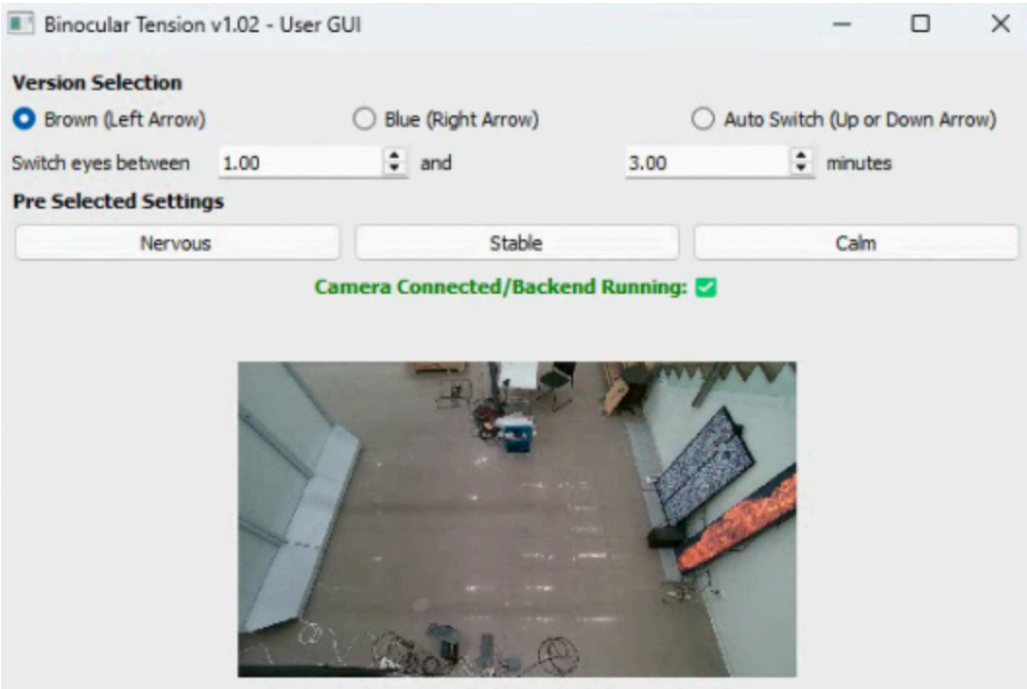 Binocular Tension v1.02 - User GUI
Version Selection
Brown (Left Arrow) Blue (Right Arrow) Auto Switch (Up or Down Arrow)
Switch eyes between 1.00 and 3.00 minutes
Pre Selected Settings
Nervous Stable Calm
Camera Connected/Backend Running: